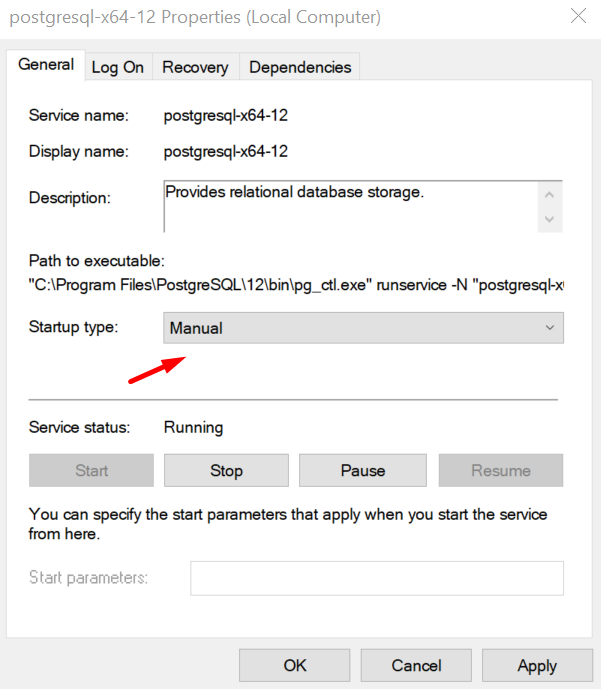 postgresql-x64-12 Properties (Local Computer)
General Log On Recovery Dependencies
Service name: postgresql-x64-12
Display name: postgresql-x64-12
Description: Provides relational database storage.
Path to executable:
"C:\Program Files\PostgreSQL\12\bin\pg_ctl.exe" runservice -N "postgresql-x
Startup type: Manual
Service status: Running
Start Stop Pause Resume
You can specify the start parameters that apply when you start the service
from here.
Start parameters:
OK Cancel Apply